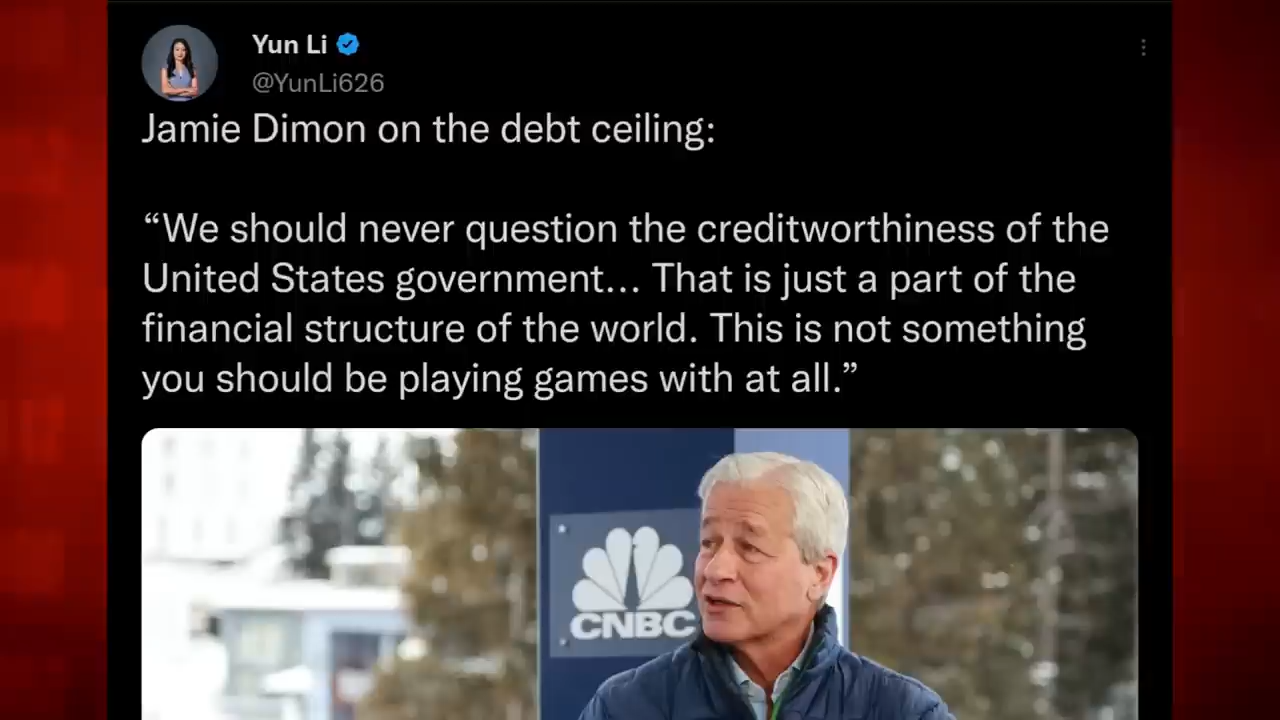 Yun Li
@YunLi626
Jamie Dimon on the debt ceiling:
“We should never question the creditworthiness of the
United States government... That is just a part of the
financial structure of the world. This is not something
you should be playing games with at all.”
CNBC